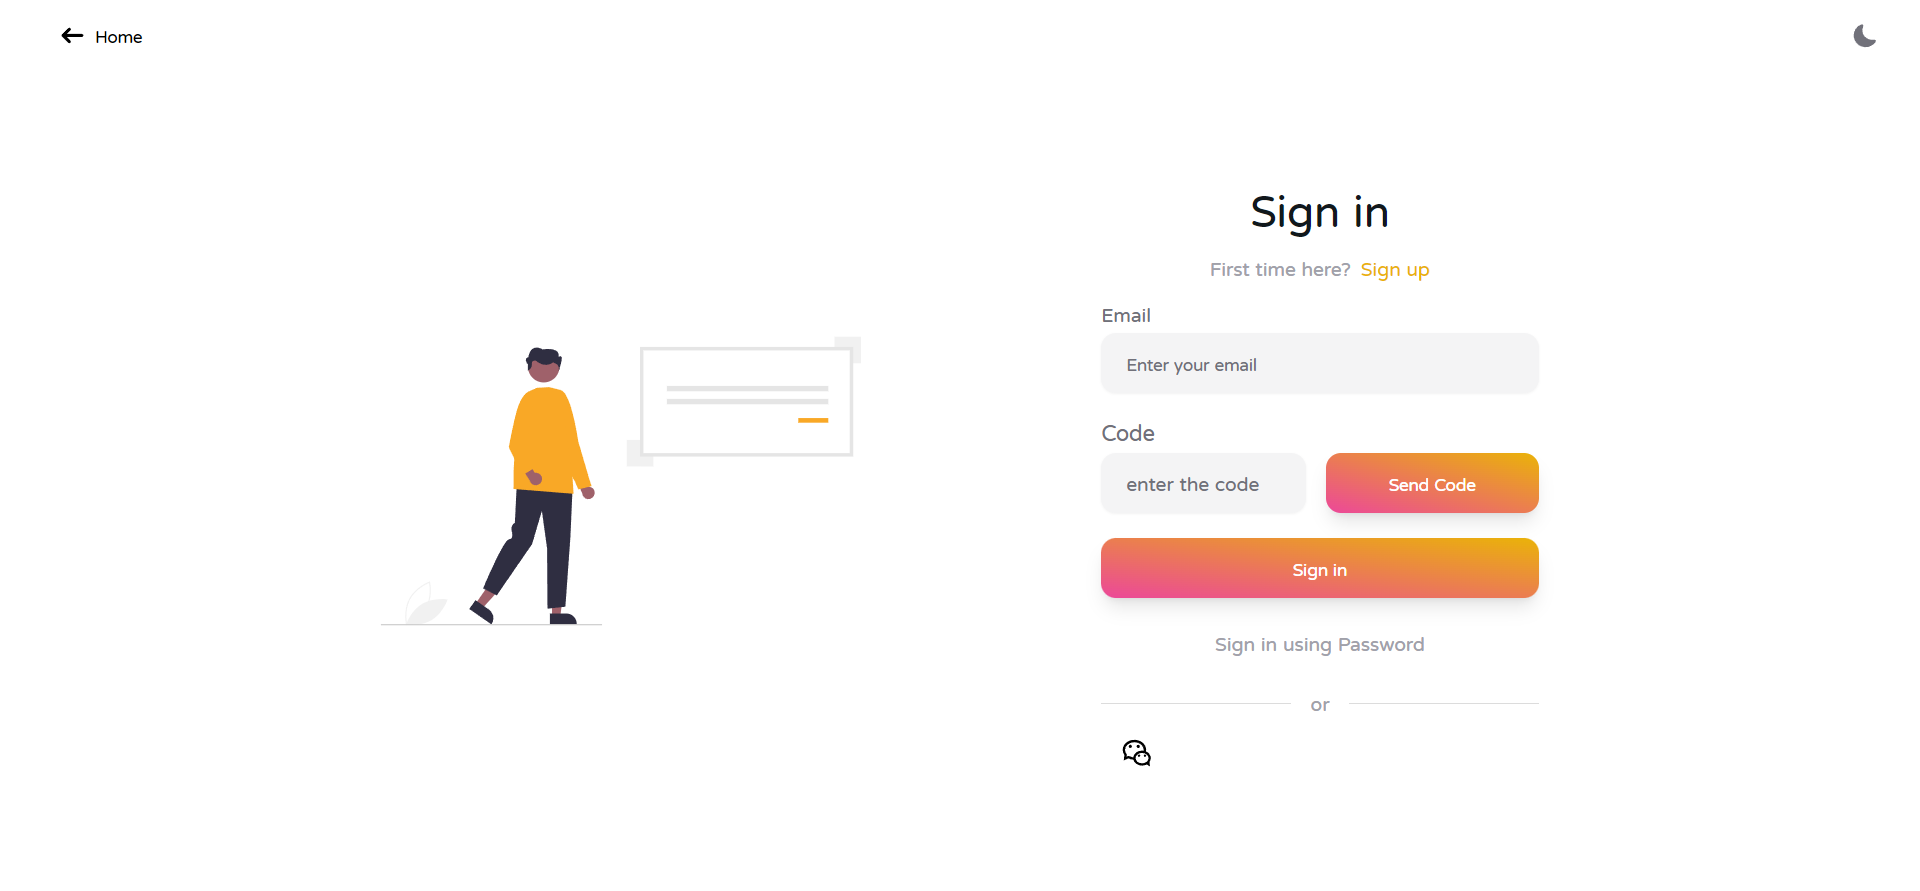 Home
Sign in
First time here? Sign up
Email
Enter your email
Code
enter the code
Send Code
Sign in
Sign in using Password
or